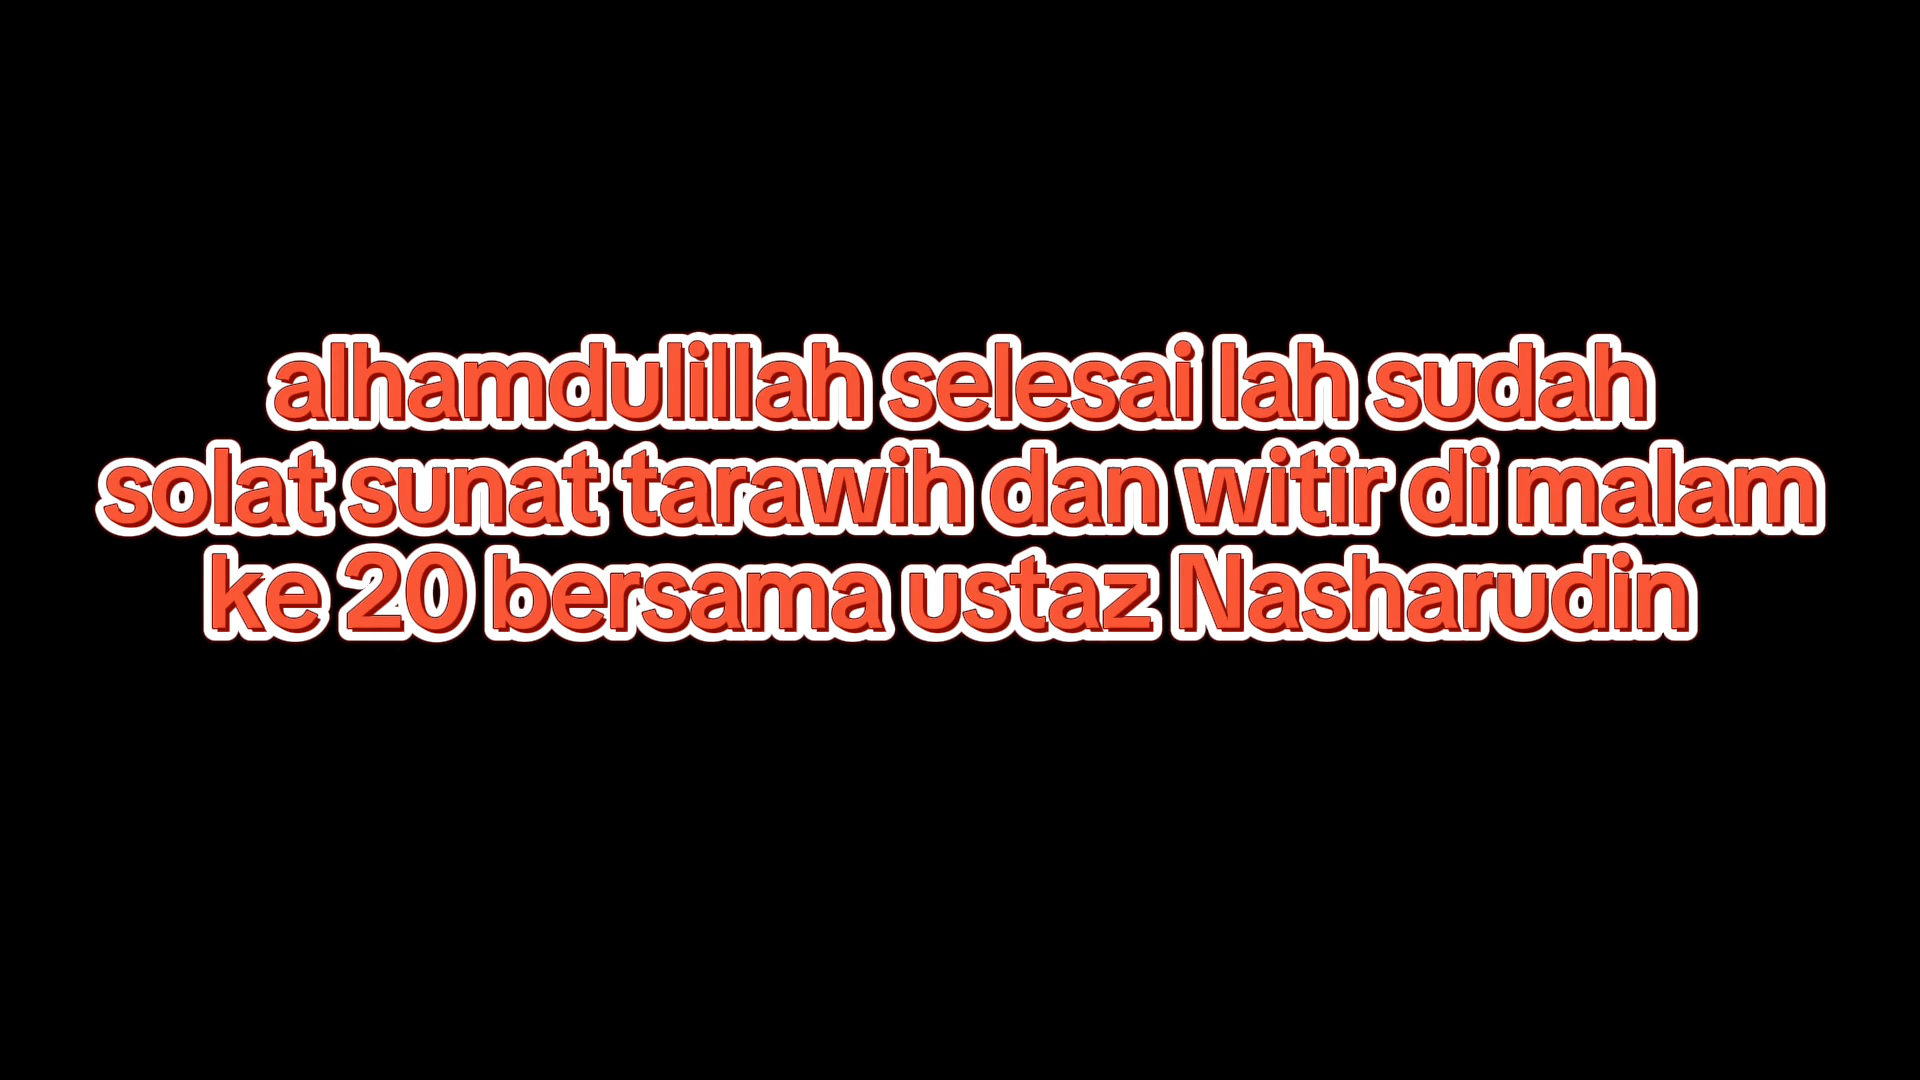 alhamdulillah selesai lah sudah
solat sunat tarawih dan witir di malam
ke 20 bersama ustaz Nasharudin